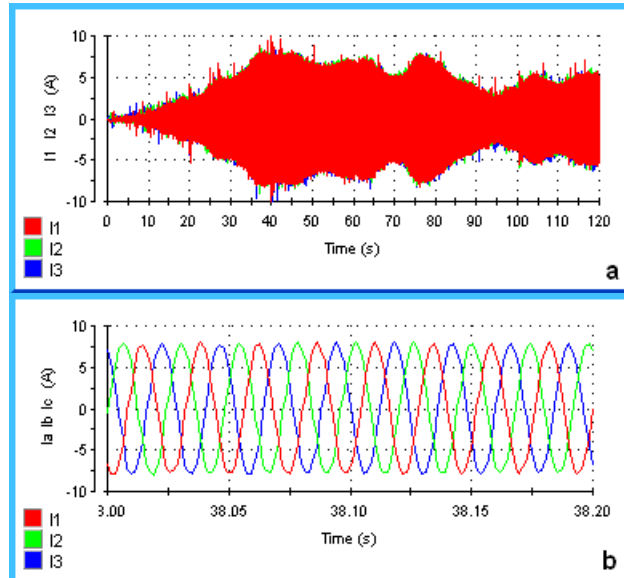 10
5
0
-5
-10
I1 I2 I3 (A)
0 10 20 30 40 50 60 70 80 90 100 110 120
Time (s)
I1
I2
I3
a
10
5
0
-5
-10
Ia Ib Ic (A)
3.00 38.05 38.10 38.15 38.20
Time (s)
I1
I2
I3
b